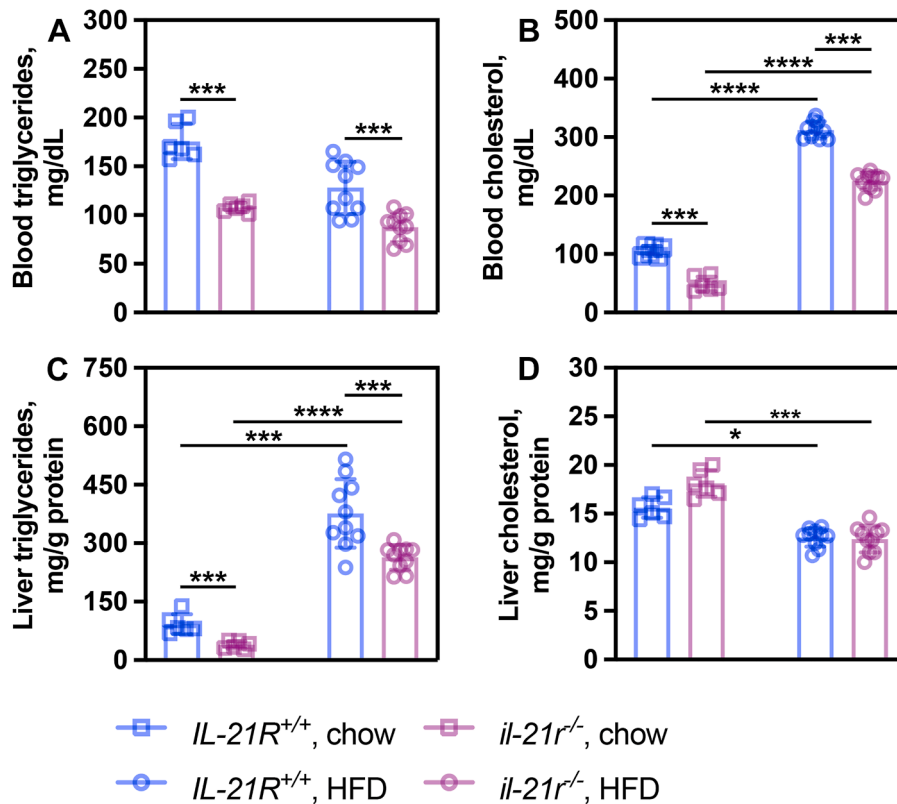 A
Blood triglycerides,
mg/dL
300
250
200
150
100
50
0
***
***
B
Blood cholesterol,
mg/dL
500
400
300
200
100
0
***
****
****
***
C
Liver triglycerides,
mg/g protein
750
600
450
300
150
0
***
****
***
***
D
Liver cholesterol,
mg/g protein
30
25
20
15
10
5
0
***
*
IL-21R+/+, chow
il-21r-/-, chow
IL-21R+/+, HFD
il-21r-/-, HFD